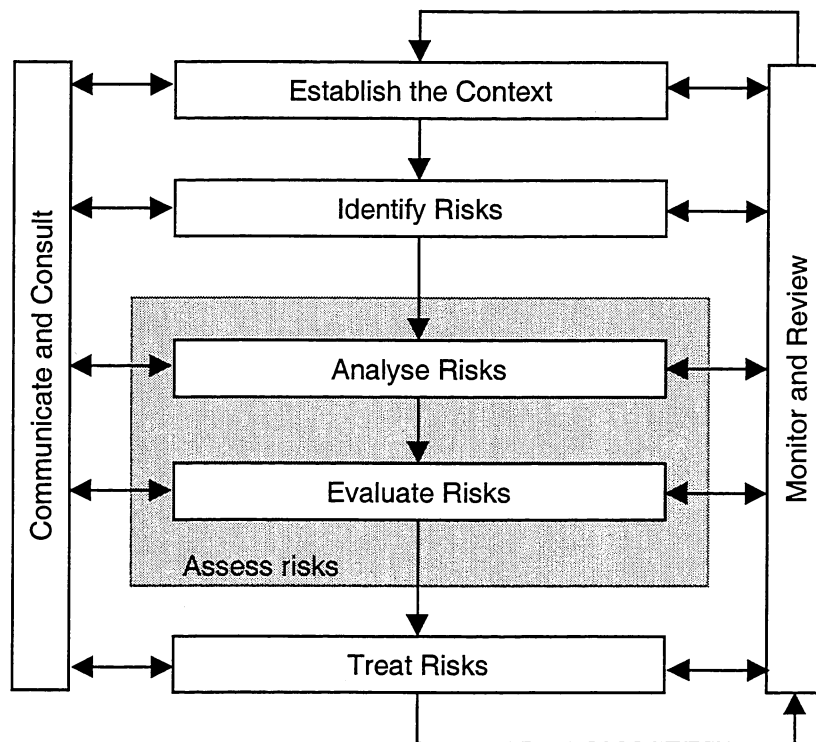 Establish the Context
Identify Risks
Analyse Risks
Evaluate Risks
Assess risks
Treat Risks
Communicate and Consult
Monitor and Review